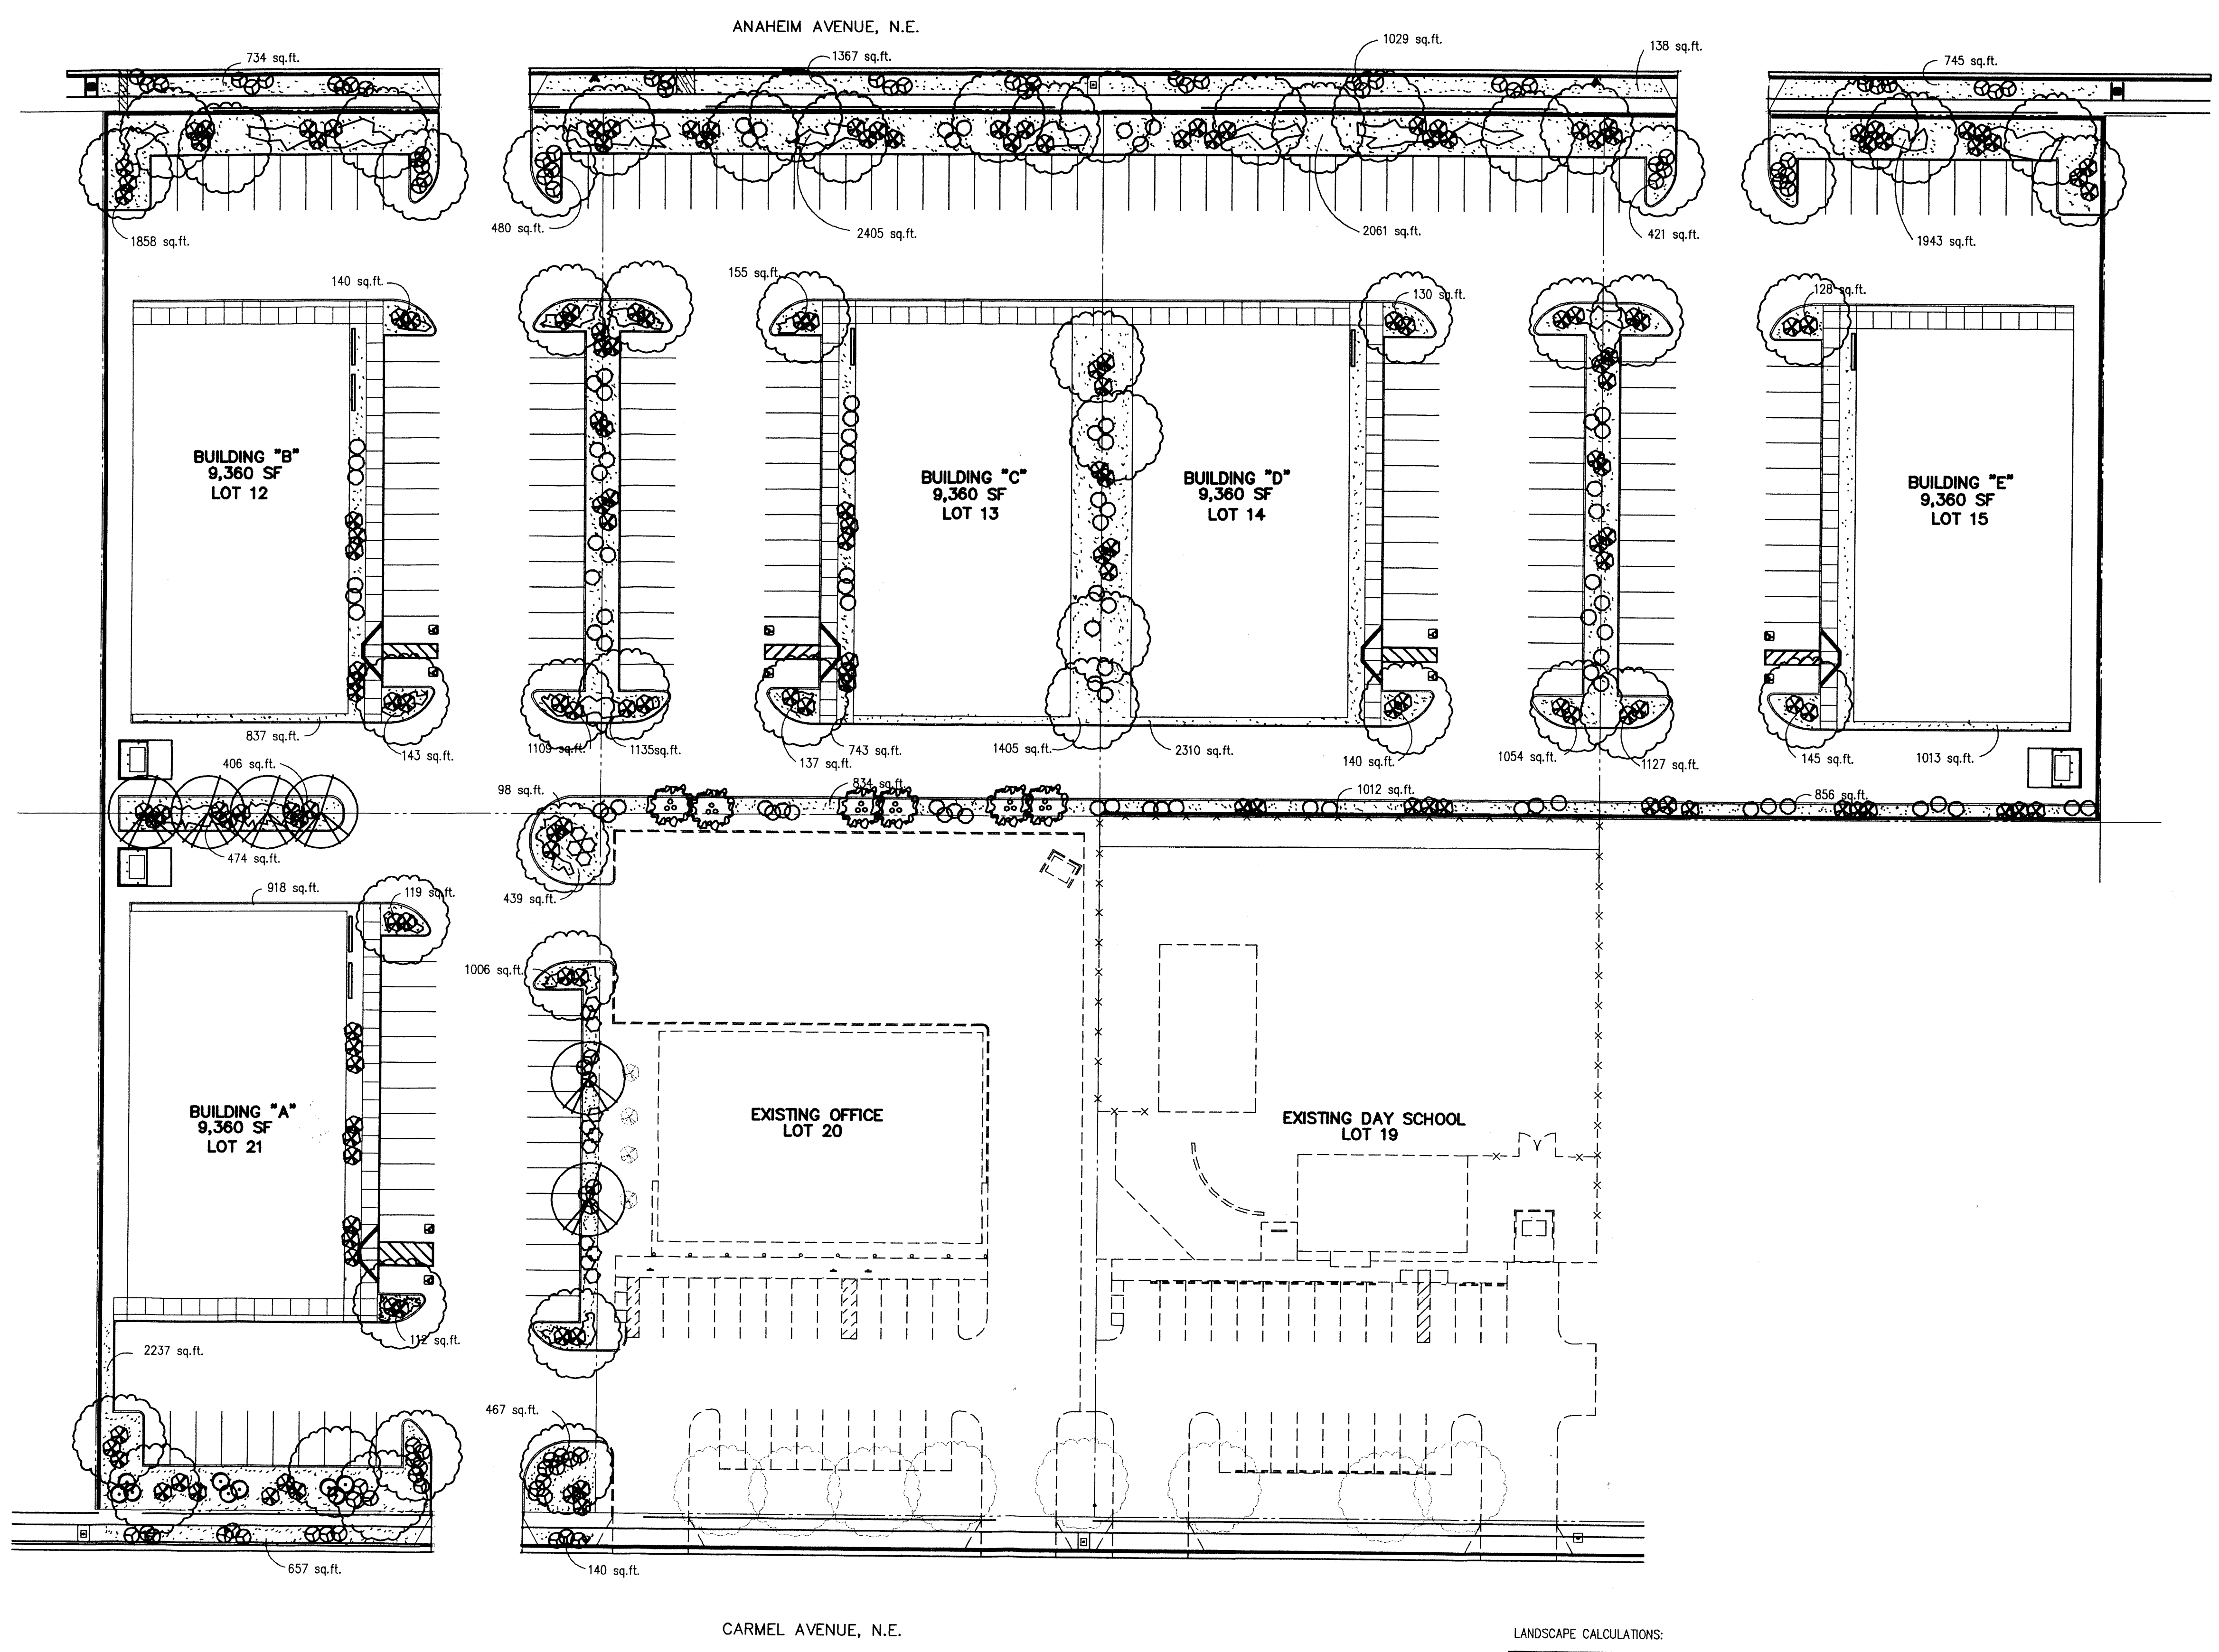 ANAHEIM AVENUE, N.E.
734 sq.ft.
1367 sq.ft.
1029 sq.ft.
138 sq.ft.
745 sq.ft.
1858 sq.ft.
480 sq.ft.
2405 sq.ft.
2061 sq.ft.
421 sq.ft.
1943 sq.ft.
140 sq.ft.
155 sq.ft.
130 sq.ft.
128 sq.ft.
BUILDING "B"
9,360 SF
LOT 12
BUILDING "C"
9,360 SF
LOT 13
BUILDING "D"
9,360 SF
LOT 14
BUILDING "E"
9,360 SF
LOT 15
837 sq.ft.
143 sq.ft.
1109 sq.ft.
1135sq.ft.
137 sq.ft.
743 sq.ft.
1405 sq.ft.
2310 sq.ft.
140 sq.ft.
1054 sq.ft.
1127 sq.ft.
145 sq.ft.
1013 sq.ft.
406 sq.ft.
98 sq.ft.
834 sq.ft.
1012 sq.ft.
856 sq.ft.
474 sq.ft.
918 sq.ft.
119 sq.ft.
439 sq.ft.
1006 sq.ft.
BUILDING "A"
9,360 SF
LOT 21
EXISTING OFFICE
LOT 20
EXISTING DAY SCHOOL
LOT 19
112 sq.ft.
2237 sq.ft.
467 sq.ft.
657 sq.ft.
140 sq.ft.
CARMEL AVENUE, N.E.
LANDSCAPE CALCULATIONS: